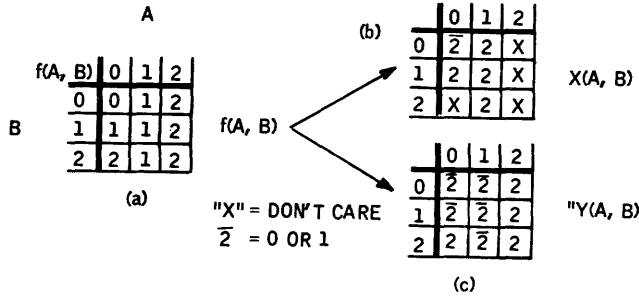 A
f(A, B) 0 1 2
0 0 1 2
B 1 1 1 2
2 2 1 2
(a)
f(A, B)
"X" = DON'T CARE
2̅ = 0 OR 1
(b)
0 1 2
0 2̅ 2 X
1 2 2 X
2 X 2 X
X(A, B)
0 1 2
0 2̅ 2̅ 2
1 2̅ 2̅ 2
2 2 2̅ 2
"Y(A, B)
(c)